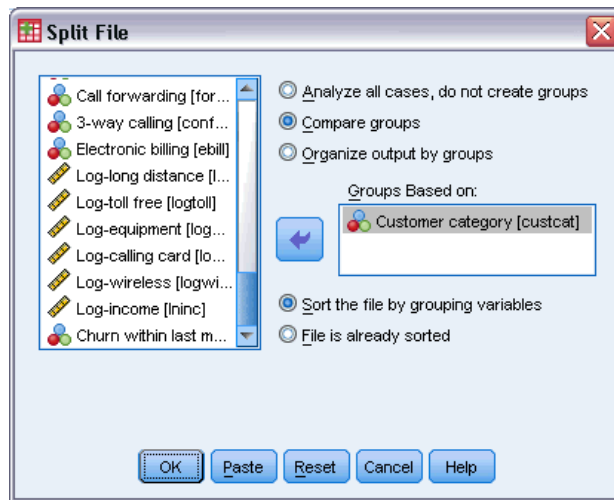 Split File
Call forwarding [for...
3-way calling [conf...
Electronic billing [ebill]
Log-long distance [l...
Log-toll free [logtoll]
Log-equipment [log...
Log-calling card [lo...
Log-wireless [logwi...
Log-income [lninc]
Churn within last m...
Analyze all cases, do not create groups
Compare groups
Organize output by groups
Groups Based on:
Customer category [custcat]
Sort the file by grouping variables
File is already sorted
OK
Paste
Reset
Cancel
Help